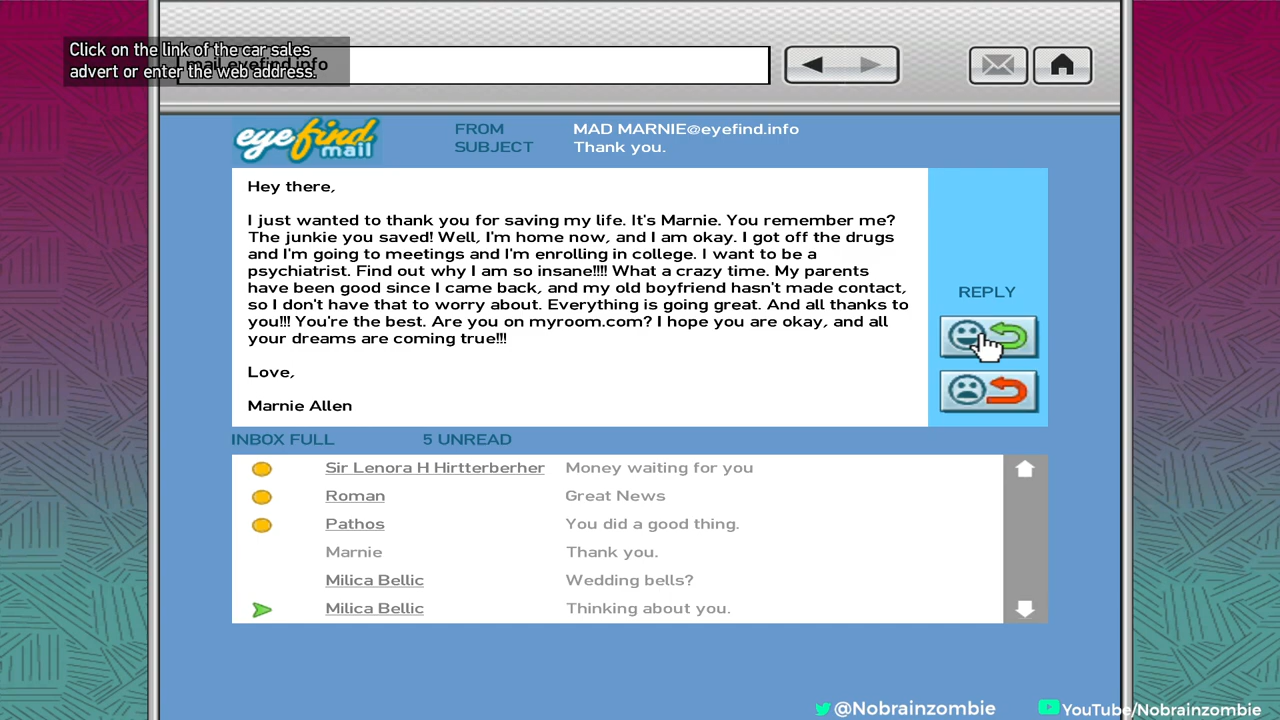 Click on the link of the car sales
advert or enter the web address.
mail.eyefind.info
eyefind
mail
FROM MAD MARNIE@eyefind.info
SUBJECT Thank you.
Hey there,
I just wanted to thank you for saving my life. It's Marnie. You remember me?
The junkie you saved! Well, I'm home now, and I am okay. I got off the drugs
and I'm going to meetings and I'm enrolling in college. I want to be a
psychiatrist. Find out why I am so insane!!!! What a crazy time. My parents
have been good since I came back, and my old boyfriend hasn't made contact,
so I don't have that to worry about. Everything is going great. And all thanks to
you!!! You're the best. Are you on myroom.com? I hope you are okay, and all
your dreams are coming true!!!
Love,
Marnie Allen
REPLY
INBOX FULL 5 UNREAD
Sir Lenora H Hirtterberher Money waiting for you
Roman Great News
Pathos You did a good thing.
Marnie Thank you.
Milica Bellic Wedding bells?
Milica Bellic Thinking about you.
@Nobrainzombie YouTube/Nobrainzombie